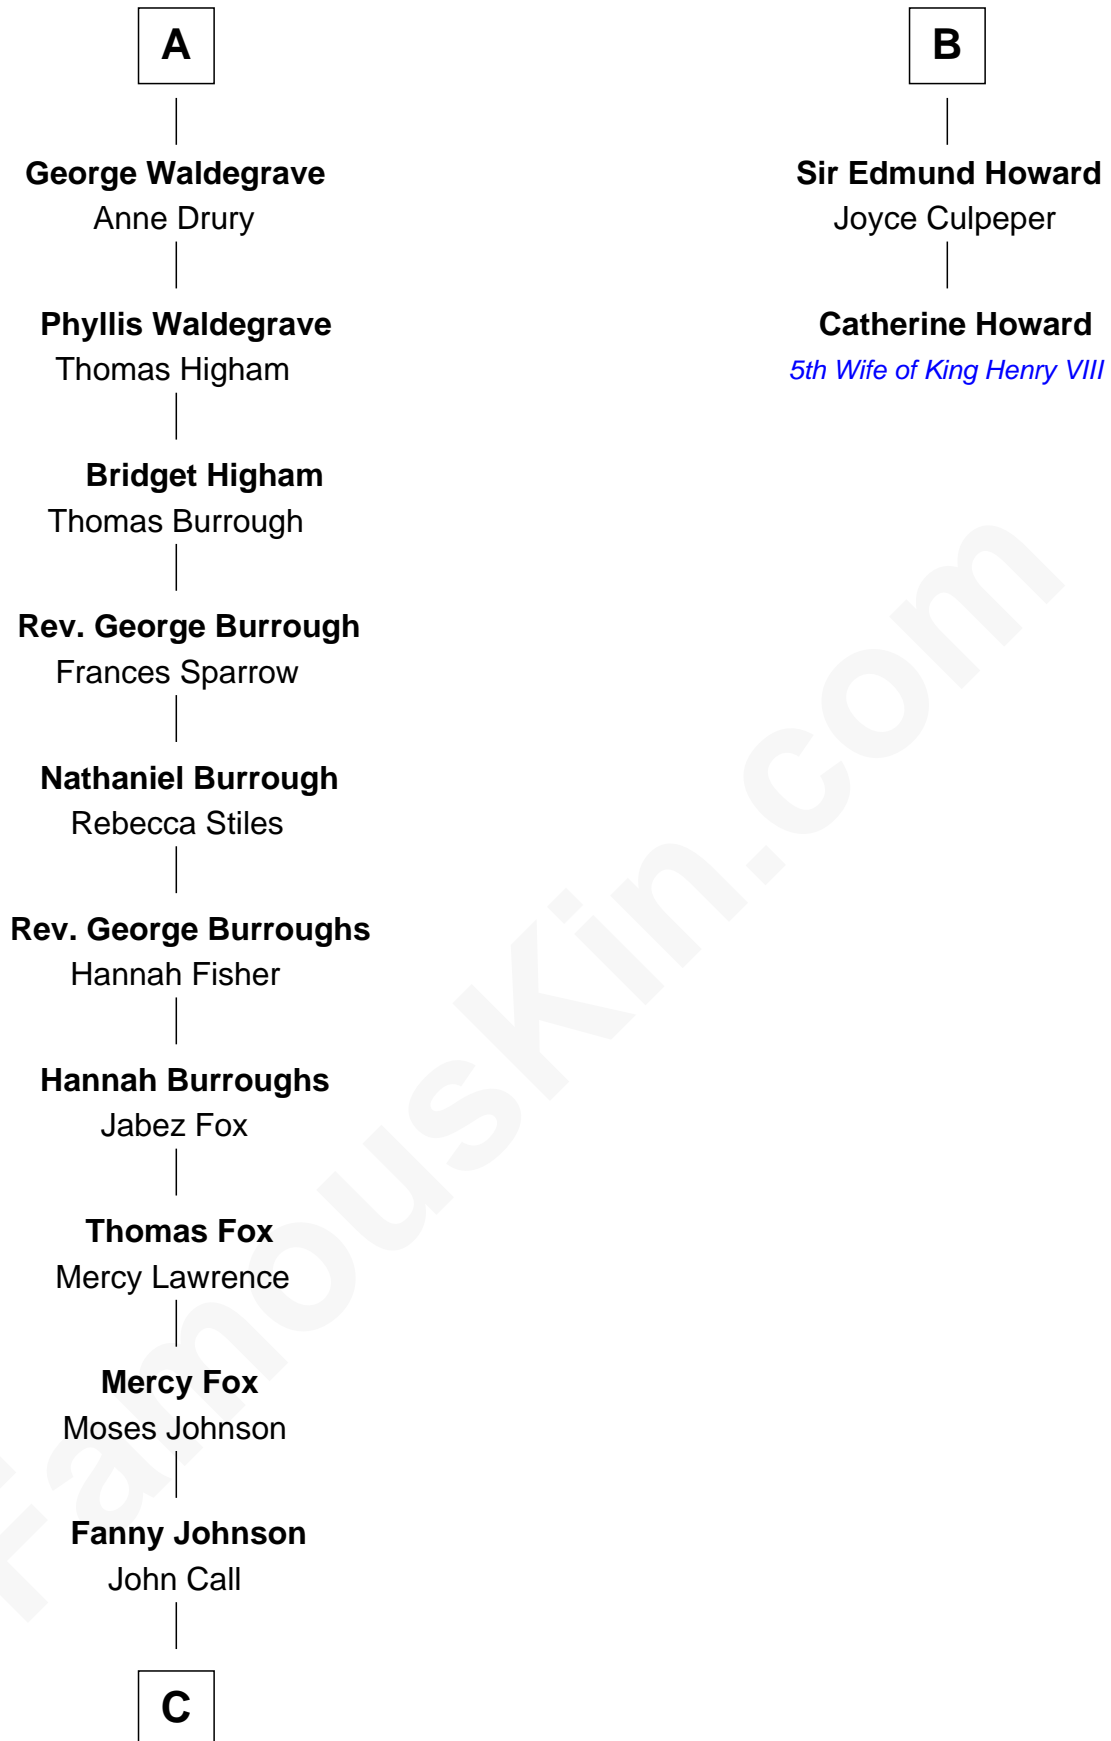 A
George Waldegrave
Anne Drury
Phyllis Waldegrave
Thomas Higham
Bridget Higham
Thomas Burrough
Rev. George Burrough
Frances Sparrow
Nathaniel Burrough
Rebecca Stiles
Rev. George Burroughs
Hannah Fisher
Hannah Burroughs
Jabez Fox
Thomas Fox
Mercy Lawrence
Mercy Fox
Moses Johnson
Fanny Johnson
John Call
C
B
Sir Edmund Howard
Joyce Culpeper
Catherine Howard
5th Wife of King Henry VIII
FamousKin.com